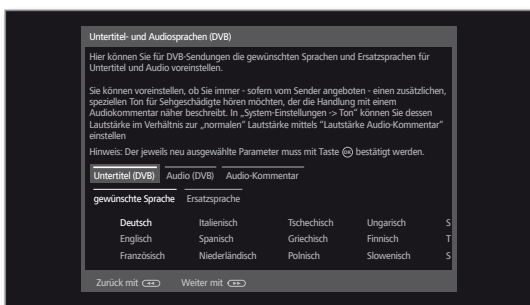 Untertitel- und Audiosprachen (DVB)
Hier können Sie für DVB-Sendungen die gewünschten Sprachen und Ersatzsprachen für
Untertitel und Audio voreinstellen.
Sie können voreinstellen, ob Sie immer - sofern vom Sender angeboten - einen zusätzlichen,
speziellen Ton für Sehgeschädigte hören möchten, der die Handlung mit einem
Audiokommentar näher beschreibt. In „System-Einstellungen -> Ton" können Sie dessen
Lautstärke im Verhältnis zur „normalen" Lautstärke mittels "Lautstärke Audio-Kommentar"
einstellen
Hinweis: Der jeweils neu ausgewählte Parameter muss mit Taste OK bestätigt werden.
Untertitel (DVB) Audio (DVB) Audio-Kommentar
gewünschte Sprache Ersatzsprache
Deutsch Italienisch Tschechisch Ungarisch S
Englisch Spanisch Griechisch Finnisch T
Französisch Niederländisch Polnisch Slowenisch S
Zurück mit Weiter mit